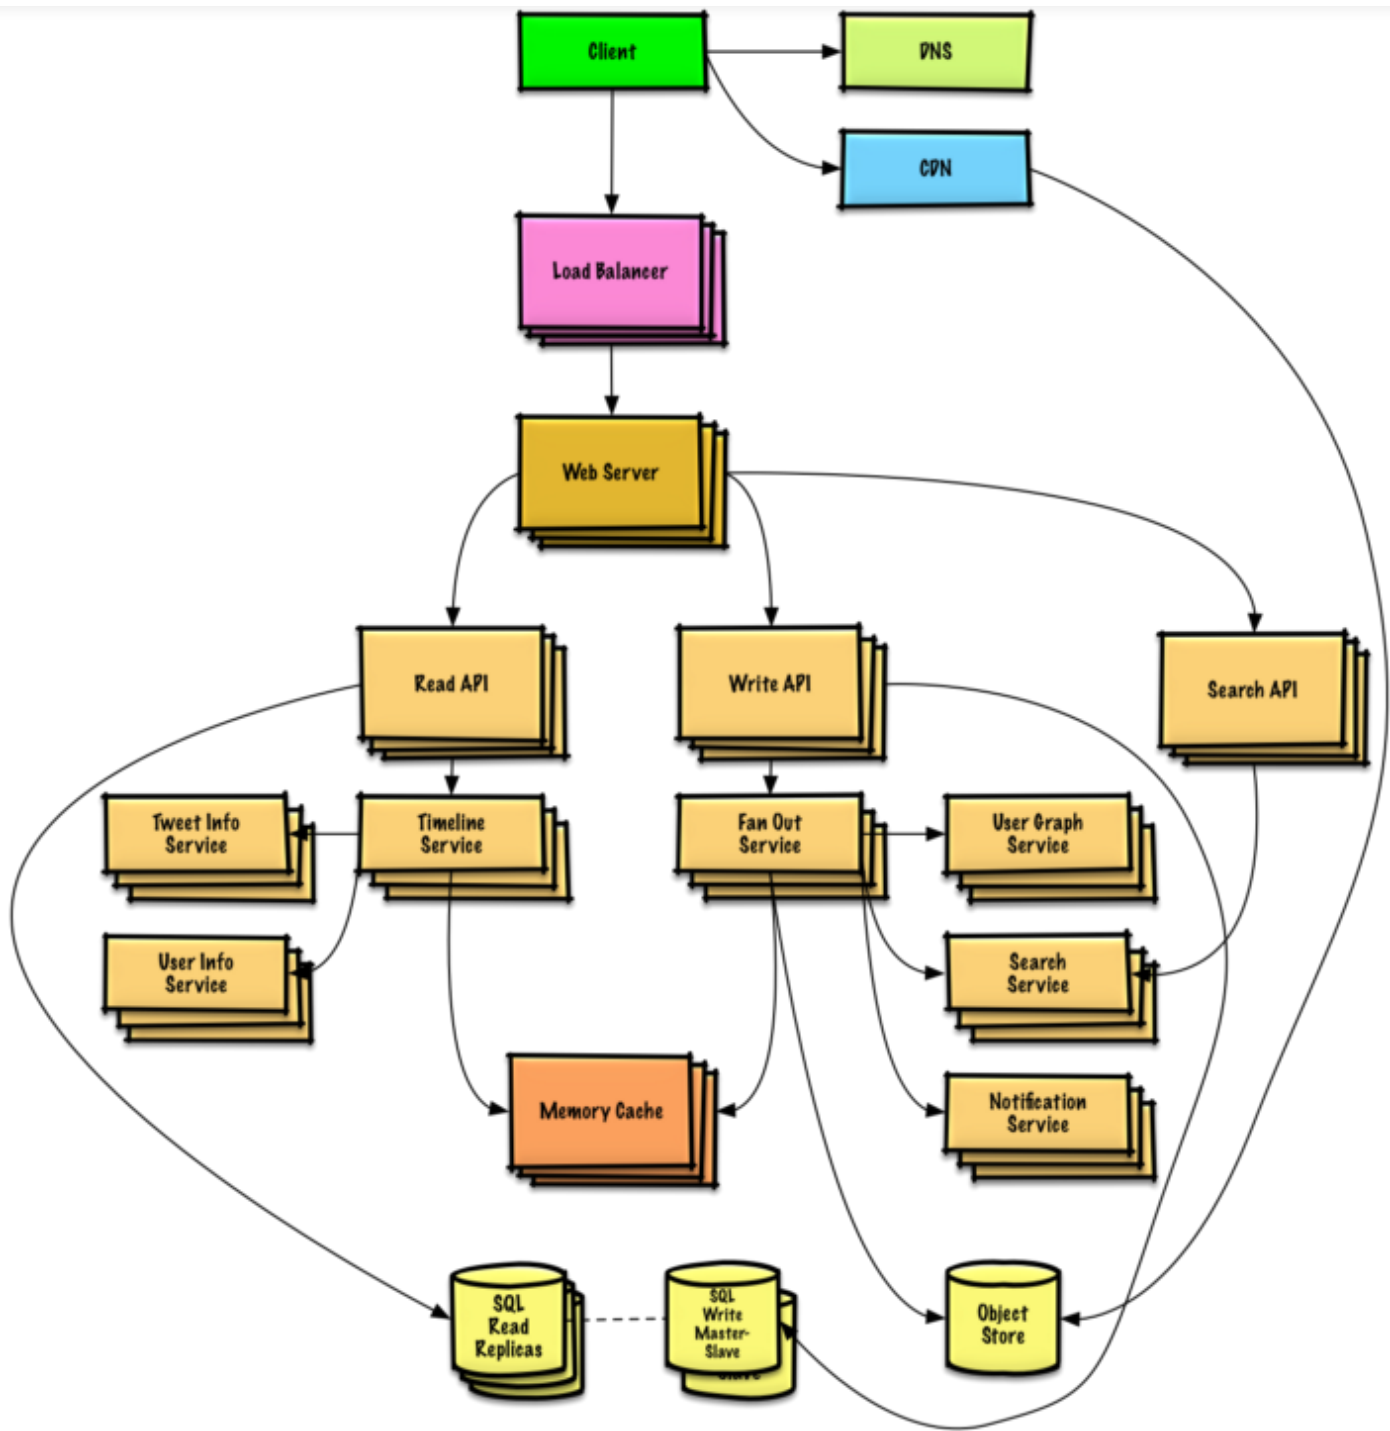 Client
DNS
CDN
Load Balancer
Web Server
Read API
Write API
Search API
Tweet Info
Service
Timeline
Service
Fan Out
Service
User Graph
Service
User Info
Service
Search
Service
Memory Cache
Notification
Service
SQL
Read
Replicas
SQL
Write
Master-
Slave
Slave
Object
Store